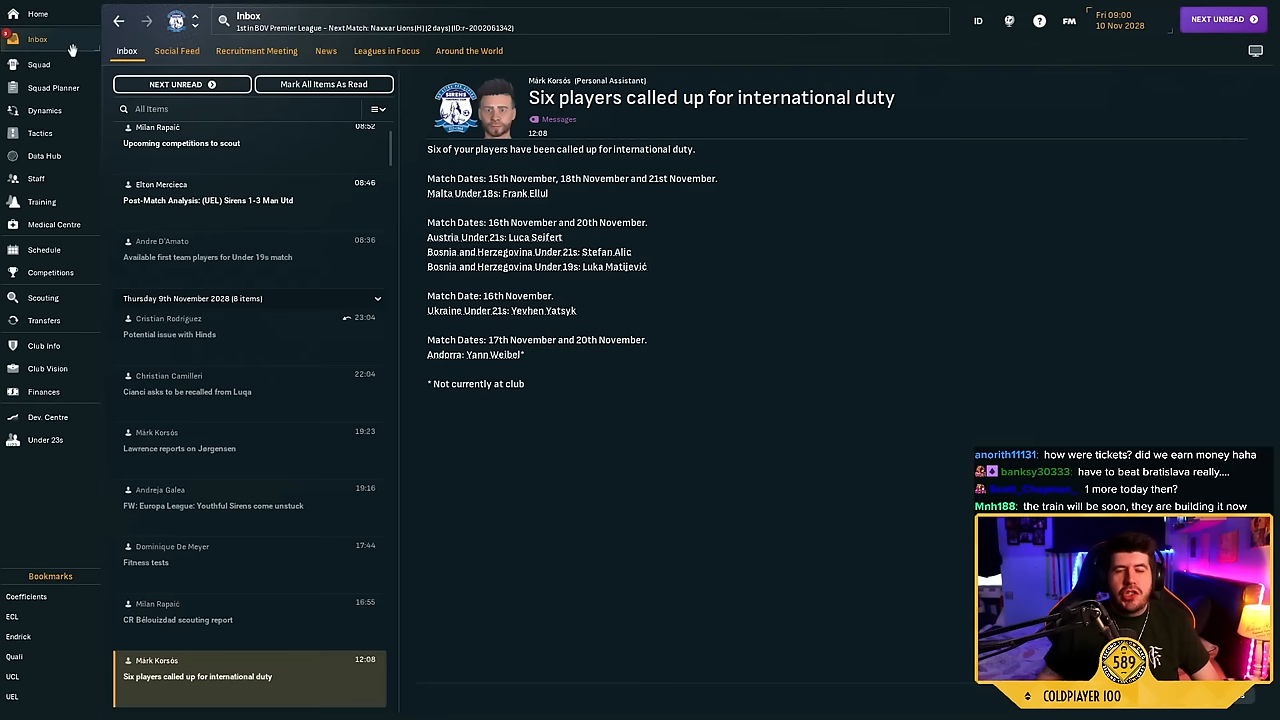 Home
Inbox
Squad
Squad Planner
Dynamics
Tactics
Data Hub
Staff
Training
Medical Centre
Schedule
Competitions
Scouting
Transfers
Club Info
Club Vision
Finances
Dev. Centre
Under 23s
Bookmarks
Coefficients
ECL
Endrick
Quali
UCL
UEL
Inbox
1st in BOV Premier League - Next Match: Naxxar Lions(H) (2 days) (ID:r-2002061342)
ID
FM
Fri 09:00
10 Nov 2028
NEXT UNREAD
Inbox
Social Feed
Recruitment Meeting
News
Leagues in Focus
Around the World
NEXT UNREAD
Mark All Items As Read
All Items
Milan Rapaić 08:52
Upcoming competitions to scout
Elton Mercieca 08:46
Post-Match Analysis: (UEL) Sirens 1-3 Man Utd
Andre D'Amato 08:36
Available first team players for Under 19s match
Thursday 9th November 2028 (8 items)
Cristian Rodríguez 23:04
Potential issue with Hinds
Christian Camilleri 22:04
Cianci asks to be recalled from Luqa
Márk Korsós 19:23
Lawrence reports on Jørgensen
Andreja Galea 19:16
FW: Europa League: Youthful Sirens come unstuck
Dominique De Meyer 17:44
Fitness tests
Milan Rapaić 16:55
CR Bélouizdad scouting report
Márk Korsós 12:08
Six players called up for international duty
Márk Korsós (Personal Assistant)
Six players called up for international duty
Messages
12:08
Six of your players have been called up for international duty.
Match Dates: 15th November, 18th November and 21st November.
Malta Under 18s: Frank Ellul
Match Dates: 16th November and 20th November.
Austria Under 21s: Luca Seifert
Bosnia and Herzegovina Under 21s: Stefan Alic
Bosnia and Herzegovina Under 19s: Luka Matijević
Match Date: 16th November.
Ukraine Under 21s: Yevhen Yatsyk
Match Dates: 17th November and 20th November.
Andorra: Yann Weibel*
* Not currently at club
anorith11131: how were tickets? did we earn money haha
banksy30333: have to beat bratislava really....
1 more today then?
Mnh188: the train will be soon, they are building it now
589
COLDPLAYER 100